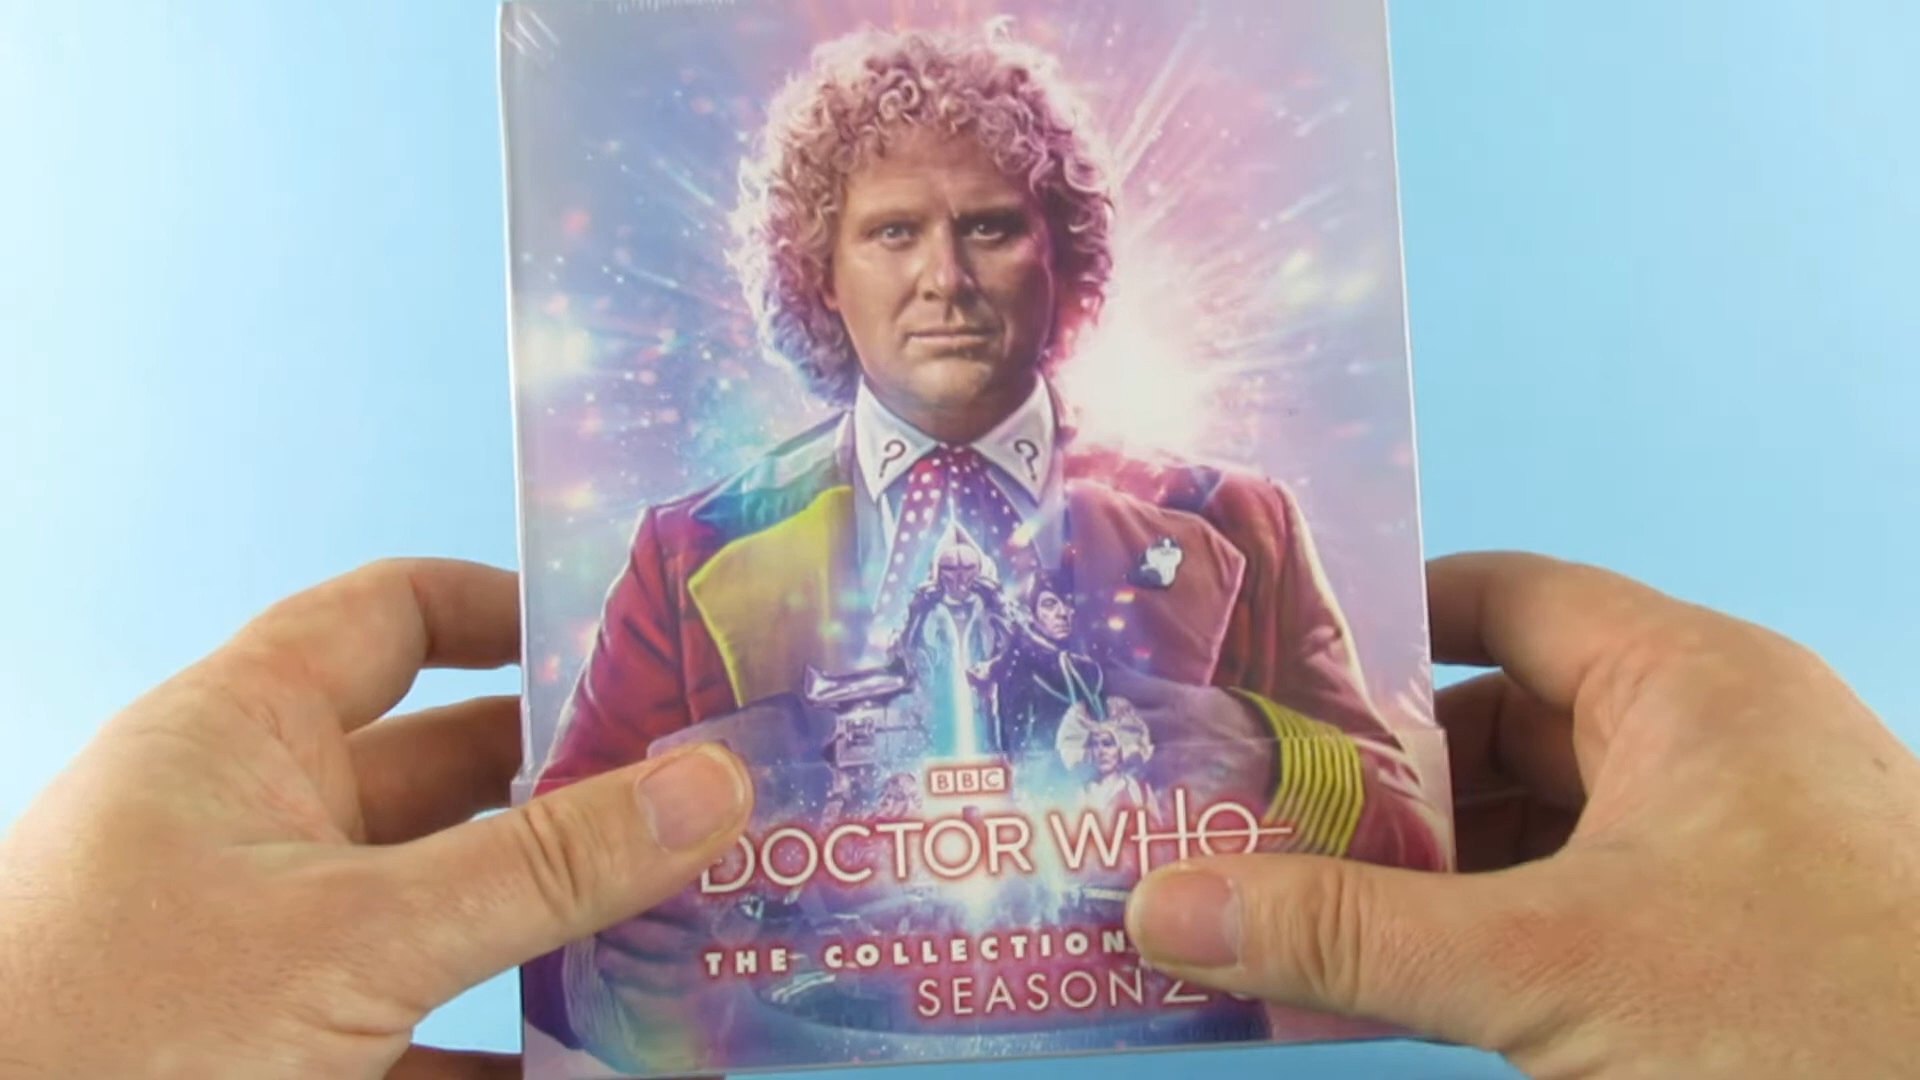 ? ?
BBC
DOCTOR WHO
THE COLLECTION
SEASON